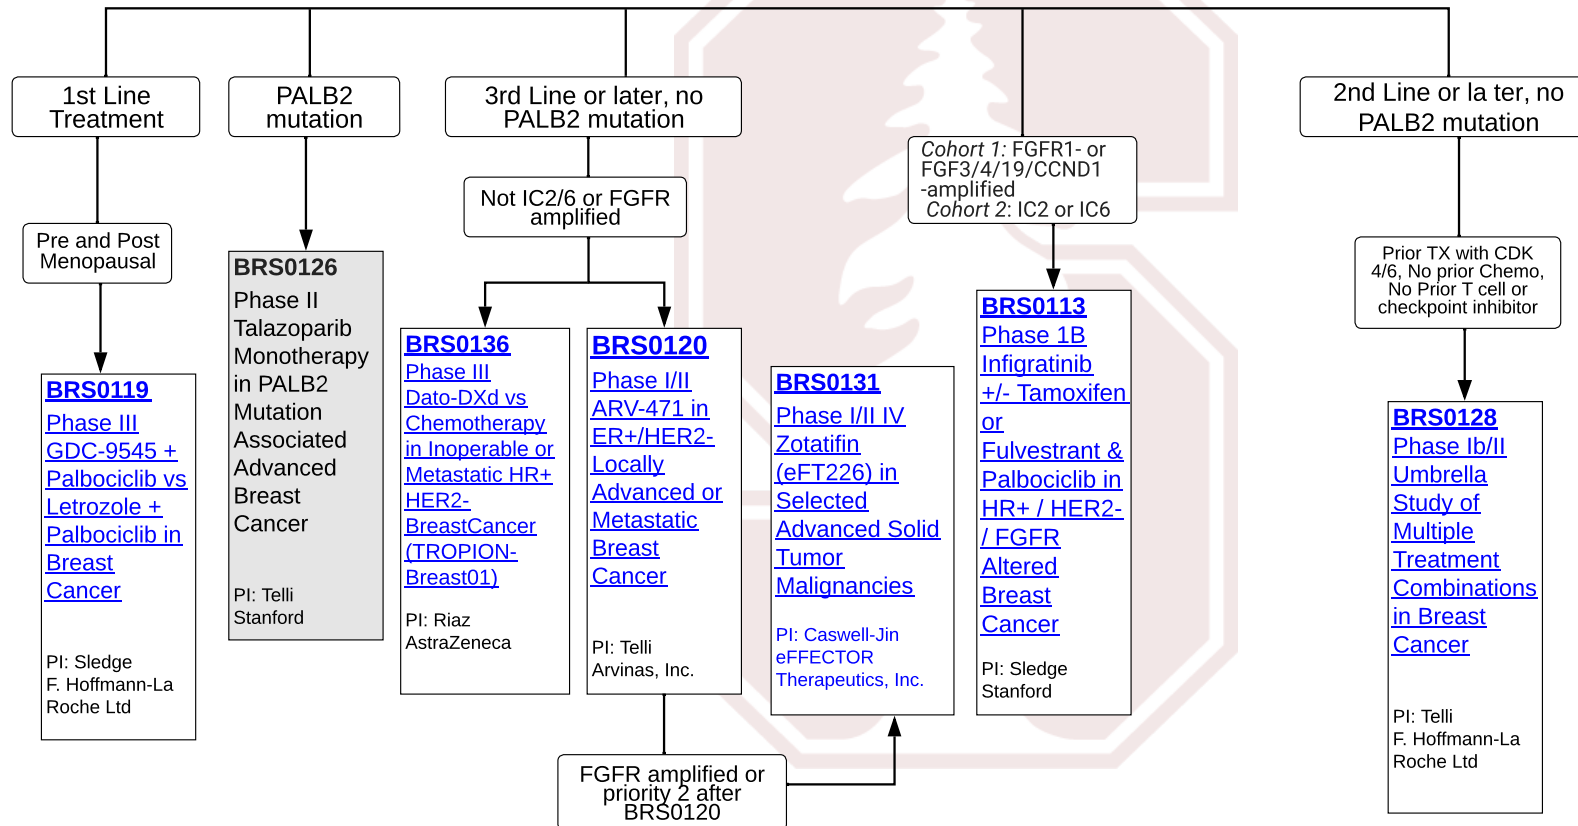 1st Line
Treatment
PALB2
mutation
3rd Line or later, no
PALB2 mutation
2nd Line or la ter, no
PALB2 mutation
Cohort 1: FGFR1- or
FGF3/4/19/CCND1
-amplified
Cohort 2: IC2 or IC6
Not IC2/6 or FGFR
amplified
Pre and Post
Menopausal
Prior TX with CDK
4/6, No prior Chemo,
No Prior T cell or
checkpoint inhibitor
BRS0119
Phase III
GDC-9545 +
Palbociclib vs
Letrozole +
Palbociclib in
Breast
Cancer
PI: Sledge
F. Hoffmann-La
Roche Ltd
BRS0126
Phase II
Talazoparib
Monotherapy
in PALB2
Mutation
Associated
Advanced
Breast
Cancer
PI: Telli
Stanford
BRS0136
Phase III
Dato-DXd vs
Chemotherapy
in Inoperable or
Metastatic HR+
HER2-
BreastCancer
(TROPION-
Breast01)
PI: Riaz
AstraZeneca
BRS0120
Phase I/II
ARV-471 in
ER+/HER2-
Locally
Advanced or
Metastatic
Breast
Cancer
PI: Telli
Arvinas, Inc.
BRS0131
Phase I/II IV
Zotatifin
(eFT226) in
Selected
Advanced Solid
Tumor
Malignancies
PI: Caswell-Jin
eFFECTOR
Therapeutics, Inc.
BRS0113
Phase 1B
Infigratinib
+/- Tamoxifen
or
Fulvestrant &
Palbociclib in
HR+ / HER2-
/ FGFR
Altered
Breast
Cancer
PI: Sledge
Stanford
BRS0128
Phase Ib/II
Umbrella
Study of
Multiple
Treatment
Combinations
in Breast
Cancer
PI: Telli
F. Hoffmann-La
Roche Ltd
FGFR amplified or
priority 2 after
BRS0120